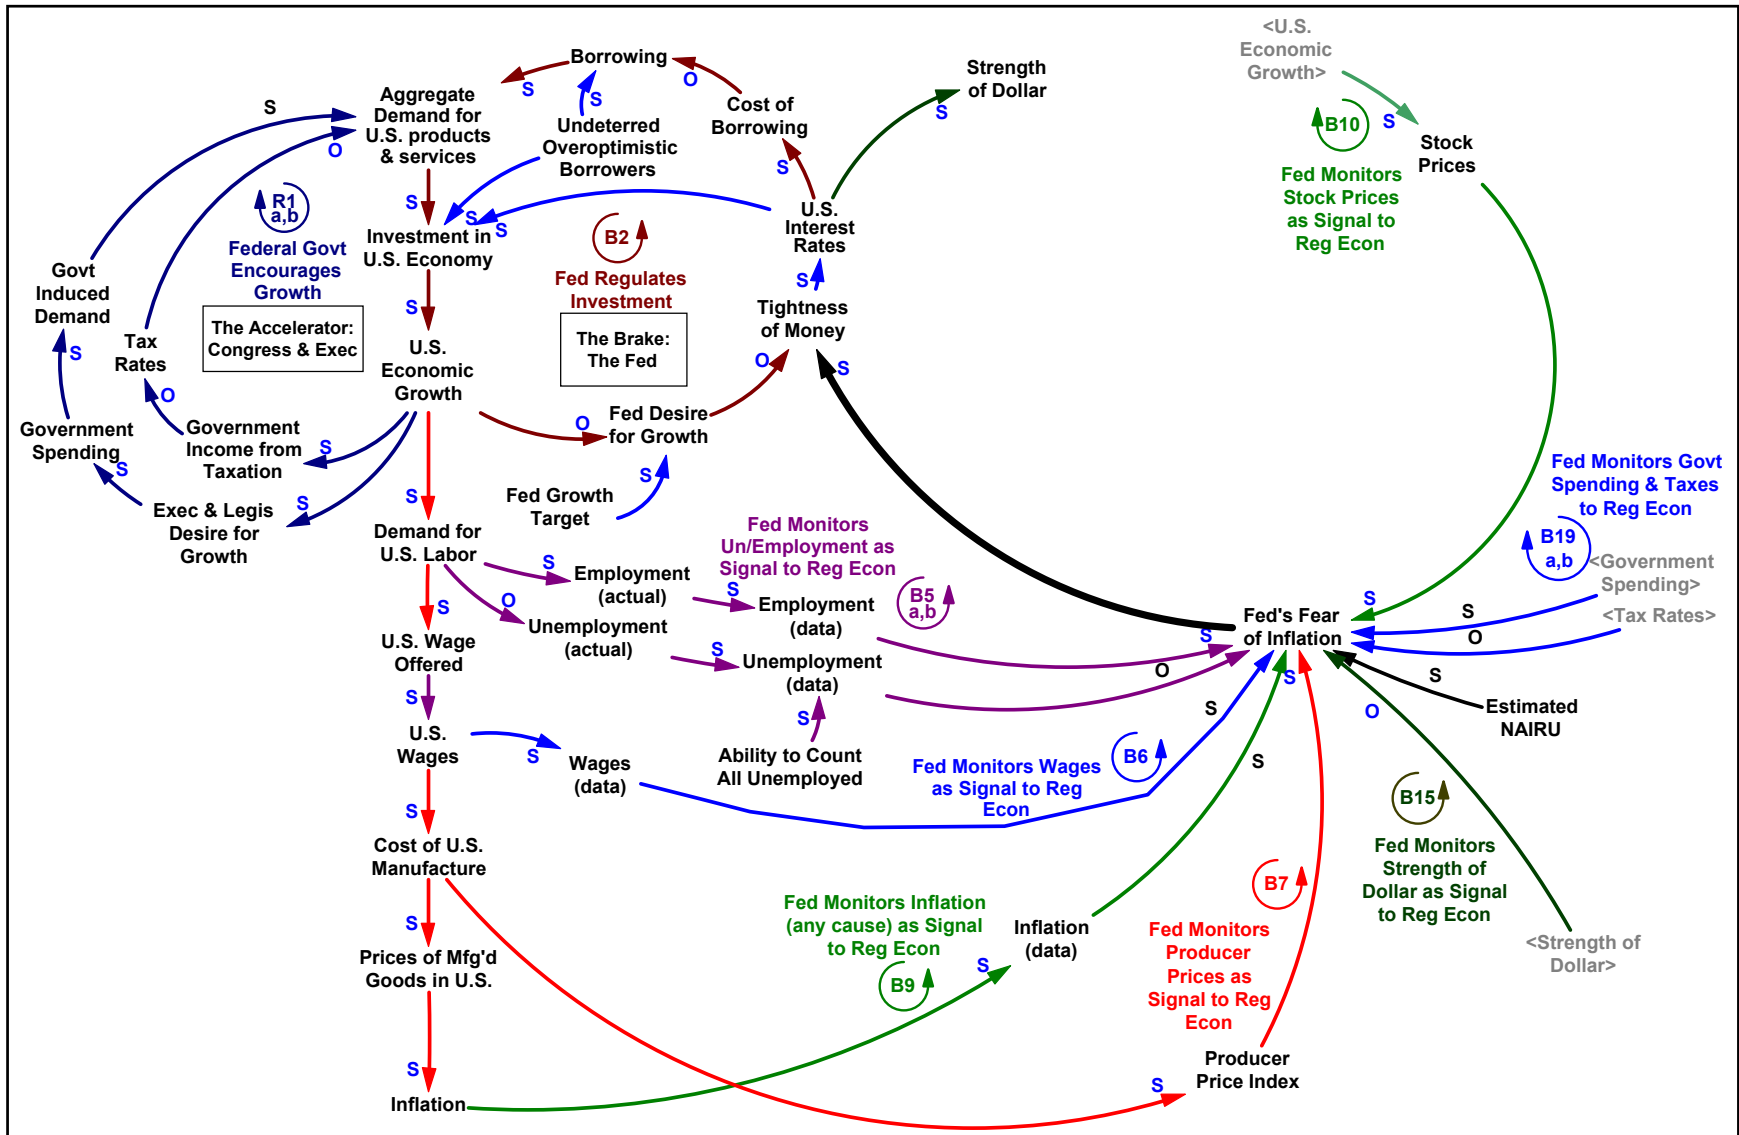 Borrowing
S
O
Strength
of Dollar
S
<U.S.
Economic
Growth>
S
B10
Stock
Prices
Fed Monitors
Stock Prices
as Signal to
Reg Econ
Aggregate
Demand for
U.S. products
& services
S
O
S
Undeterred
Overoptimistic
Borrowers
Cost of
Borrowing
S
R1
a,b
Federal Govt
Encourages
Growth
The Accelerator:
Congress & Exec
S
Investment in
U.S. Economy
S
S
S
B2
Fed Regulates
Investment
The Brake:
The Fed
U.S.
Interest
Rates
S
Tightness
of Money
O
S
Govt
Induced
Demand
S
Tax
Rates
O
U.S.
Economic
Growth
O
Fed Desire
for Growth
S
Fed Growth
Target
Government
Spending
S
Government
Income from
Taxation
S
Exec & Legis
Desire for
Growth
S
S
Demand for
U.S. Labor
S
O
S
Employment
(actual)
S
Employment
(data)
Unemployment
(actual)
S
Unemployment
(data)
S
Ability to Count
All Unemployed
Fed Monitors
Un/Employment as
Signal to Reg Econ
B5
a,b
S
O
Fed Monitors Govt
Spending & Taxes
to Reg Econ
B19
a,b
<Government
Spending>
<Tax Rates>
S
S
O
Fed's Fear
of Inflation
S
Estimated
NAIRU
O
U.S. Wage
Offered
S
U.S.
Wages
S
Wages
(data)
S
Fed Monitors Wages
as Signal to Reg
Econ
B6
S
S
S
Cost of U.S.
Manufacture
S
Prices of Mfg'd
Goods in U.S.
S
Inflation
Fed Monitors Inflation
(any cause) as Signal
to Reg Econ
B9
S
Inflation
(data)
B7
Fed Monitors
Producer
Prices as
Signal to Reg
Econ
S
Producer
Price Index
B15
Fed Monitors
Strength of
Dollar as Signal
to Reg Econ
<Strength of
Dollar>